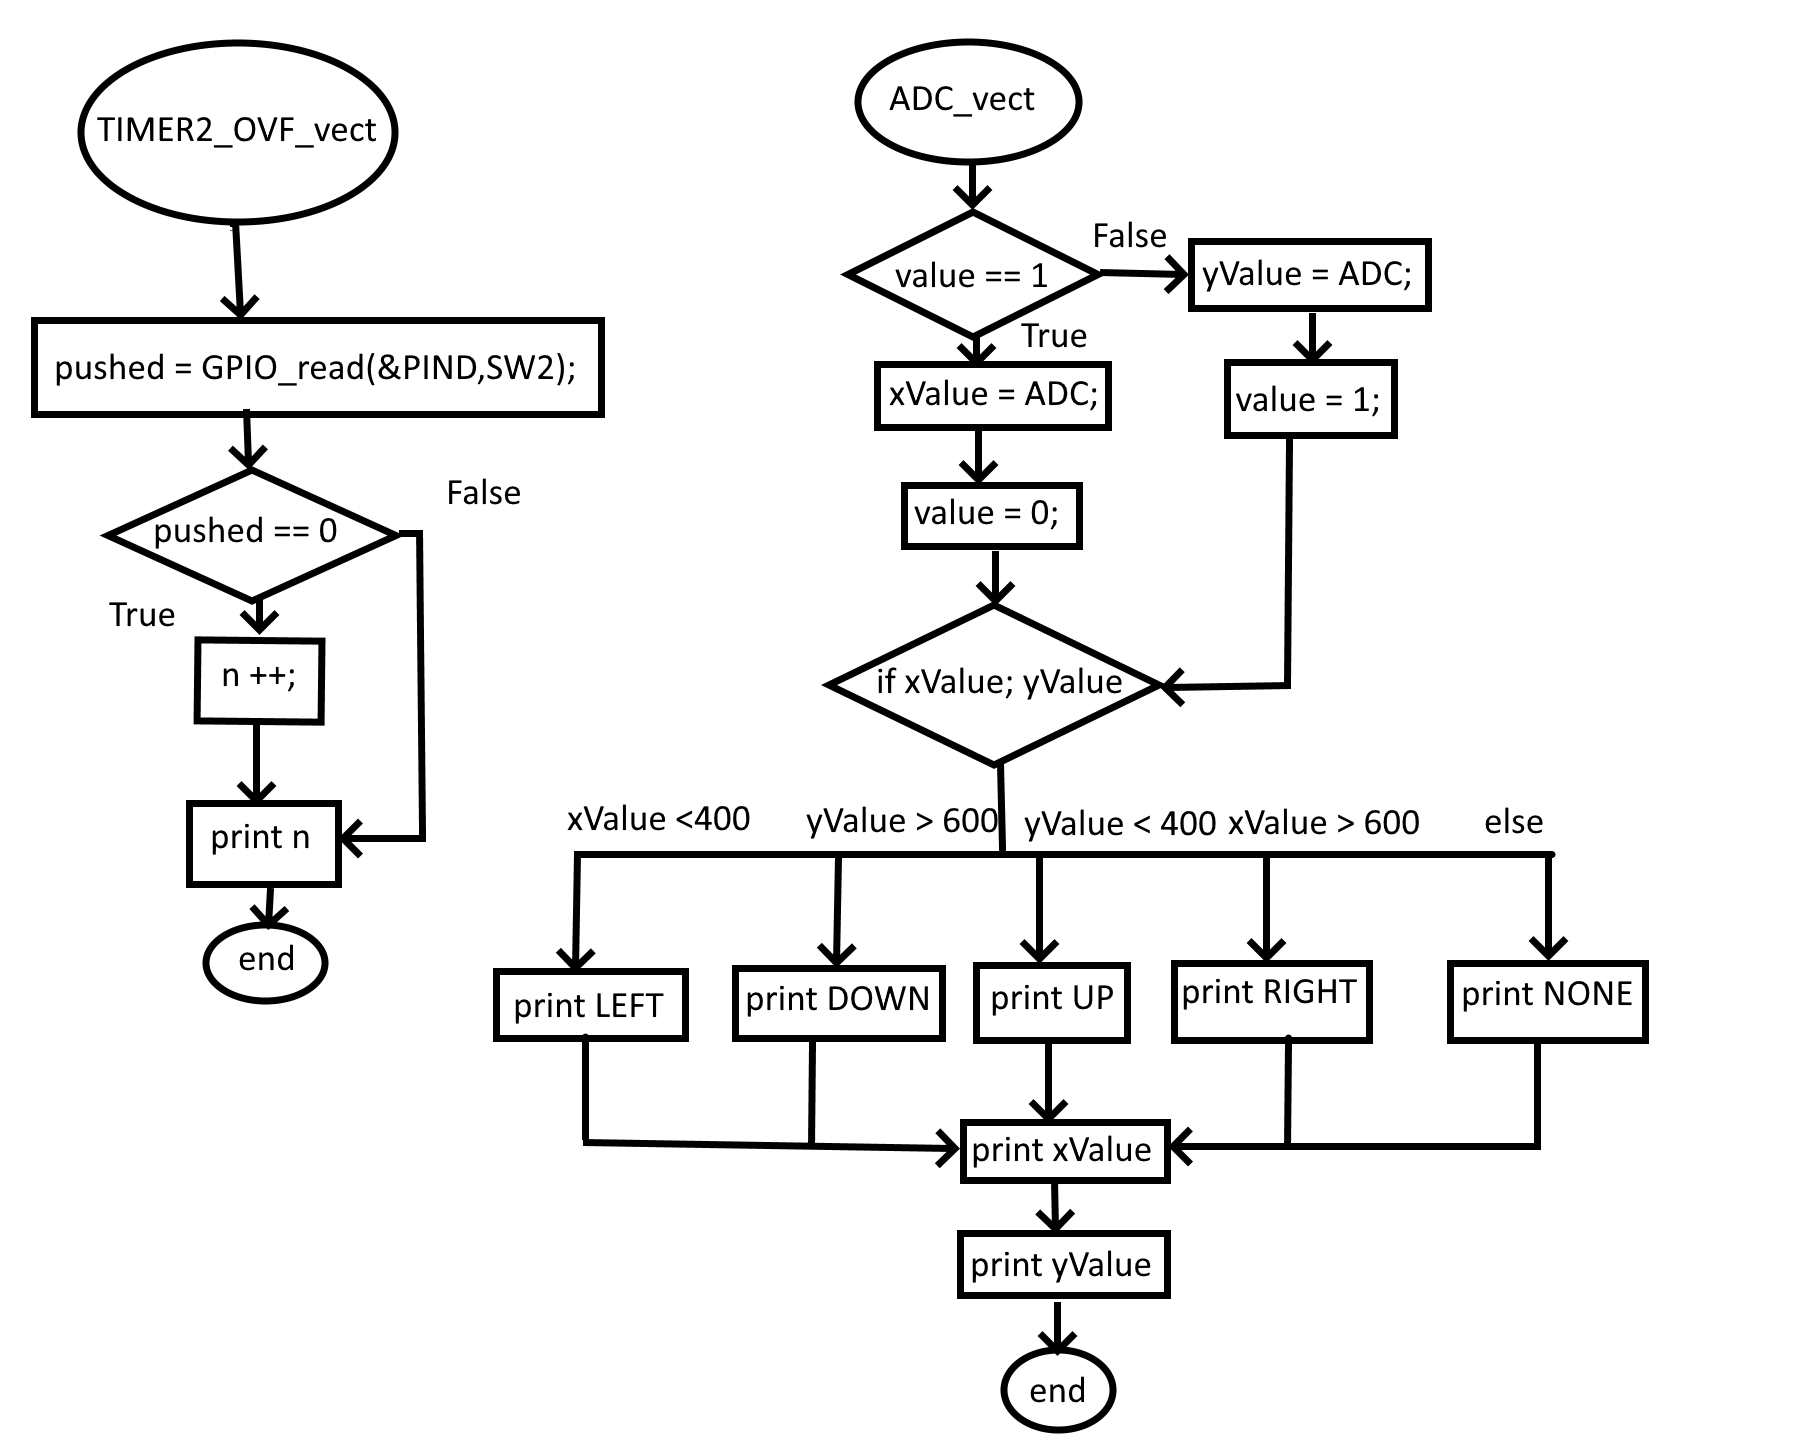 TIMER2_OVF_vect
pushed = GPIO_read(&PIND,SW2);
pushed == 0
False
True
n ++;
print n
end
ADC_vect
value == 1
False
yValue = ADC;
True
xValue = ADC;
value = 1;
value = 0;
if xValue; yValue
xValue <400
yValue > 600
yValue < 400
xValue > 600
else
print LEFT
print DOWN
print UP
print RIGHT
print NONE
print xValue
print yValue
end